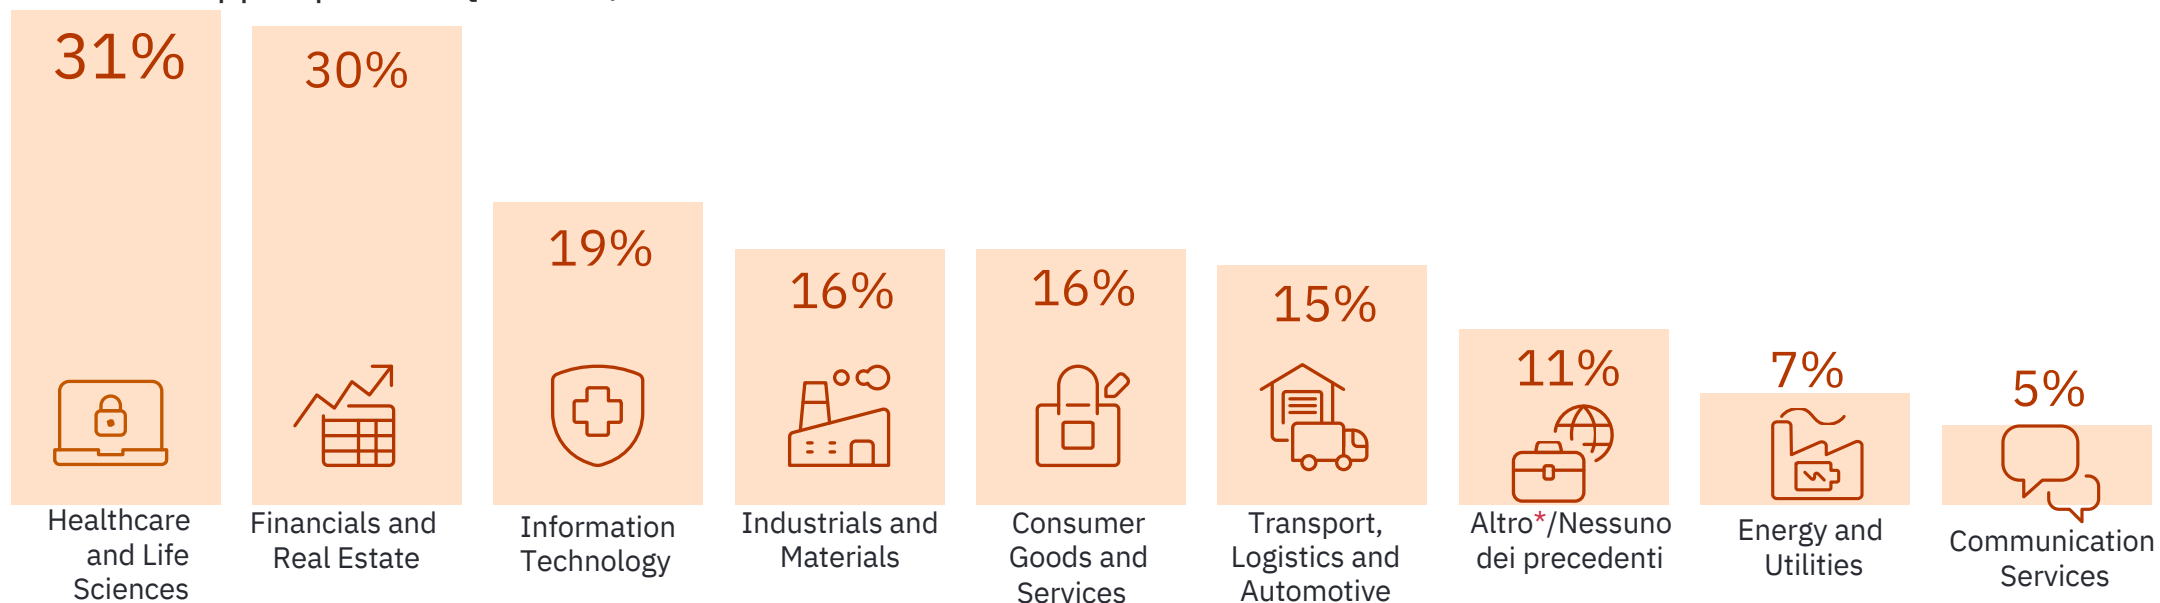 31%
30%
19%
16%
16%
15%
11%
7%
5%
Healthcare
and Life
Sciences
Financials and
Real Estate
Information
Technology
Industrials and
Materials
Consumer
Goods and
Services
Transport,
Logistics and
Automotive
Altro*/Nessuno
dei precedenti
Energy and
Utilities
Communication
Services